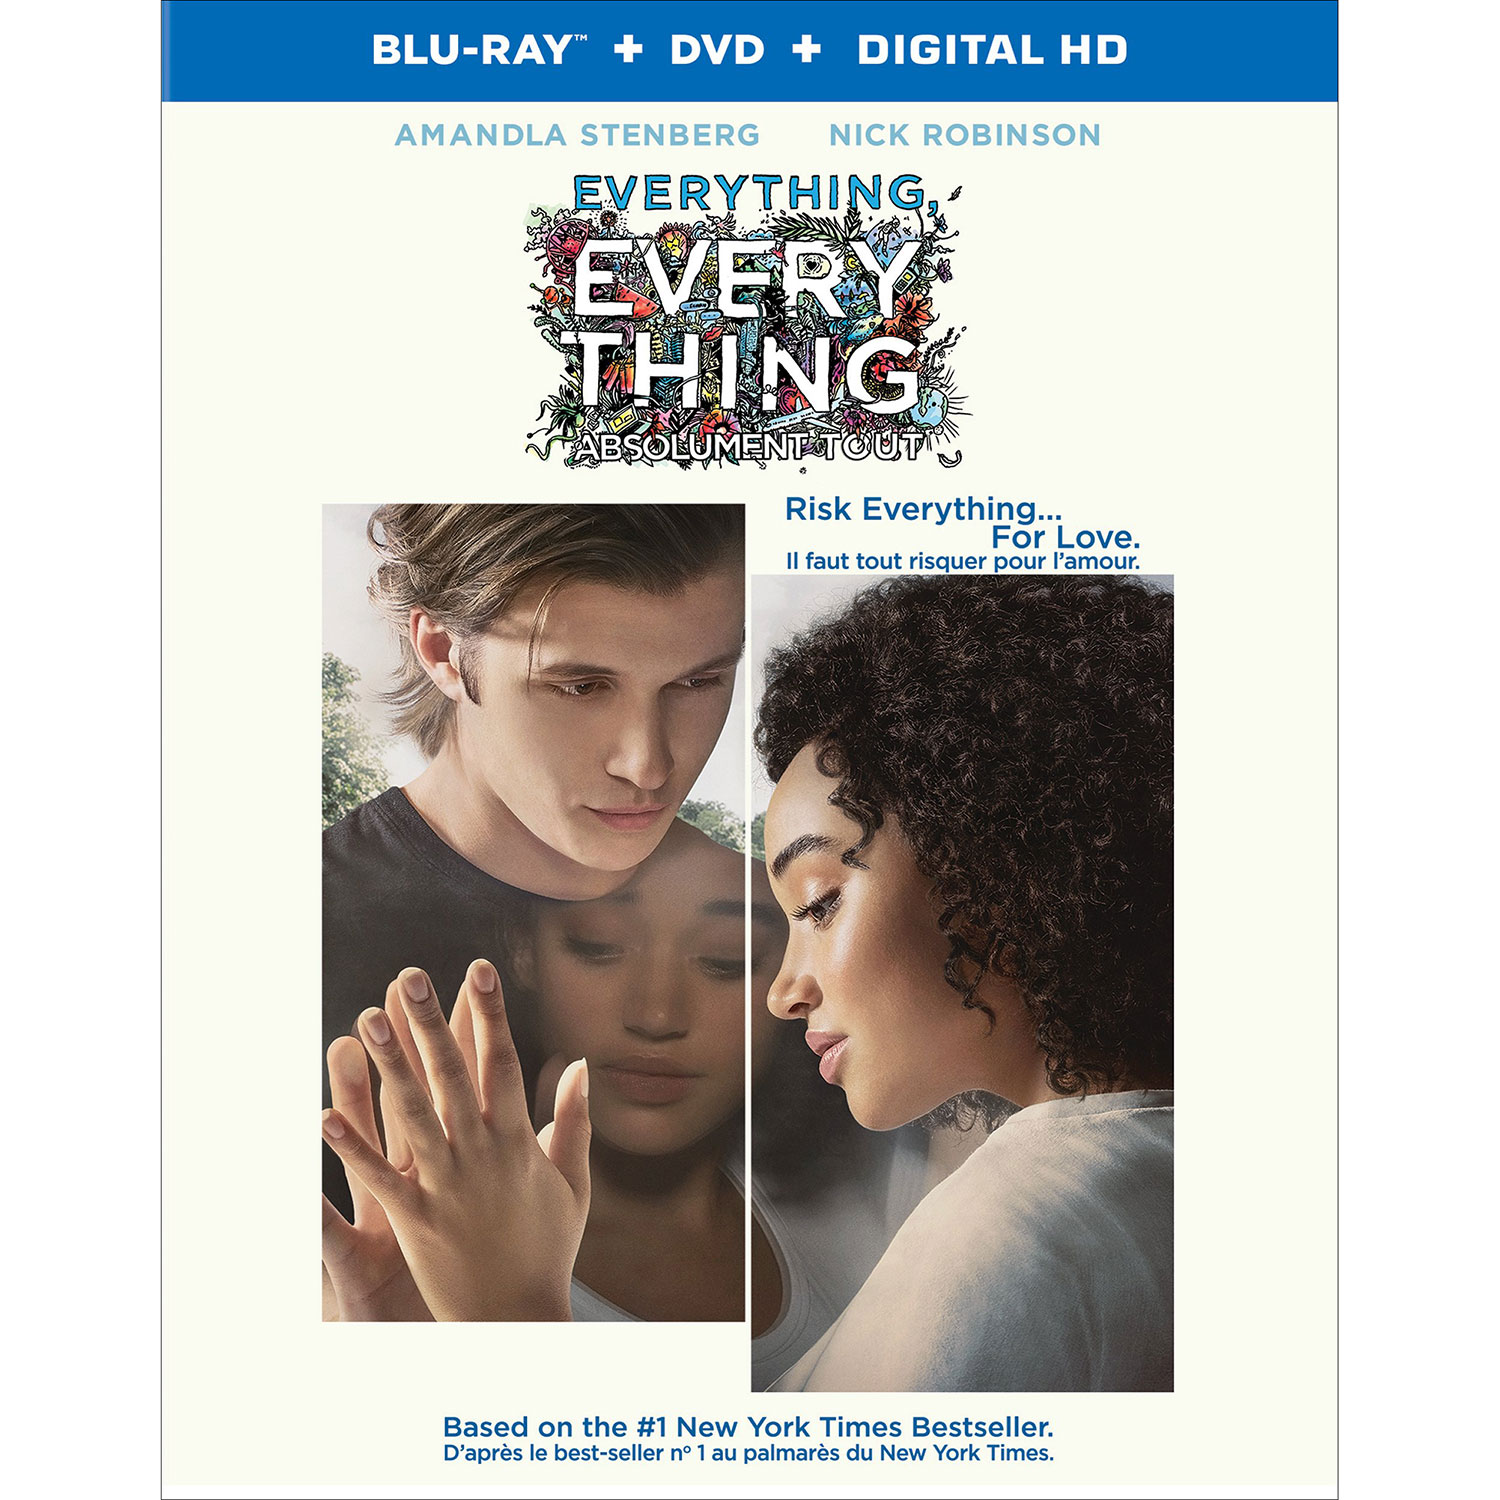 BLU-RAY™ + DVD + DIGITAL HD
AMANDLA STENBERG NICK ROBINSON
EVERYTHING,
EVERY
THING
ABSOLUMENT TOUT
Risk Everything...
For Love.
Il faut tout risquer pour l'amour.
Based on the #1 New York Times Bestseller.
D'après le best-seller nº 1 au palmarès du New York Times.